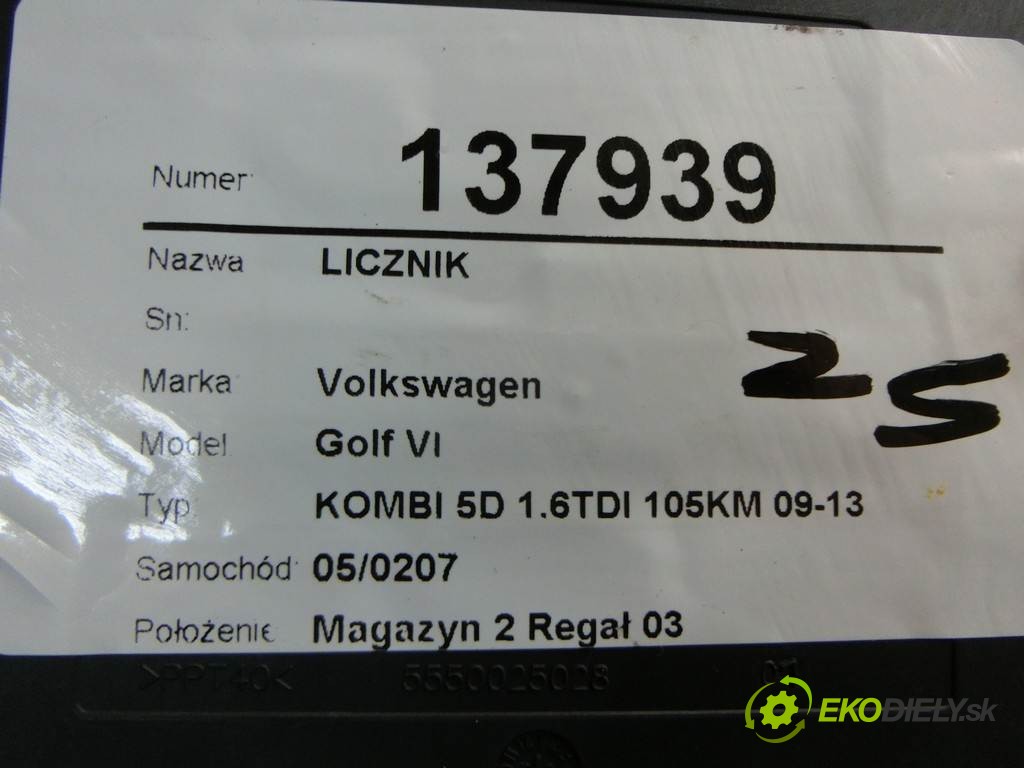 Numer: 137939
Nazwa LICZNIK
Sn:
Marka Volkswagen
Model Golf VI
Typ KOMBI 5D 1.6TDI 105KM 09-13
Samochód 05/0207
Położenie Magazyn 2 Regał 03
25
>PPT40< 5550025028
EKODIELY.sk